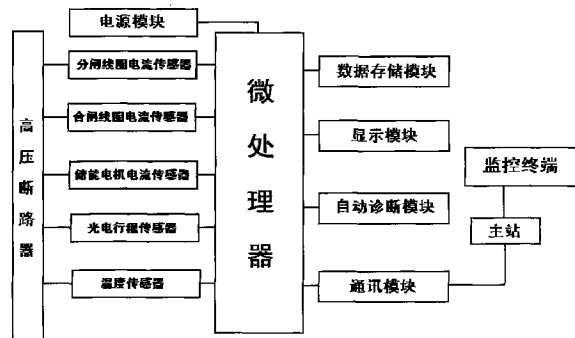 电源模块
高压断路器
分闸线圈电流传感器
合闸线圈电流传感器
储能电机电流传感器
光电行程传感器
温度传感器
微处理器
数据存储模块
显示模块
自动诊断模块
通讯模块
监控终端
主站